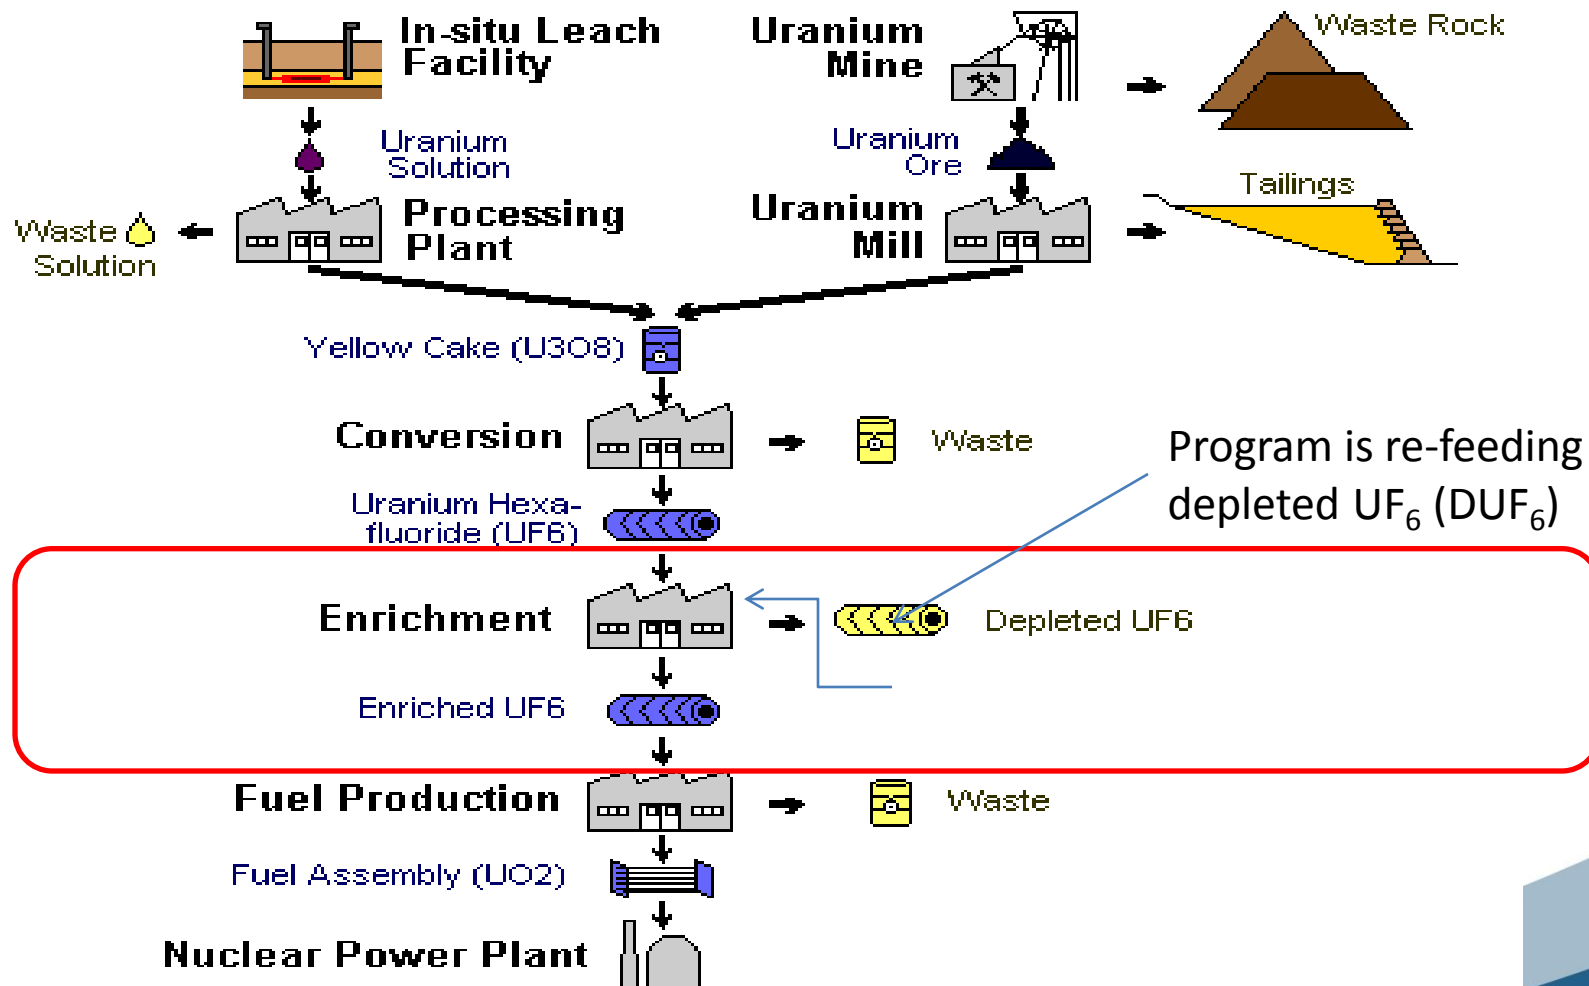 In-situ Leach
Facility
Uranium
Mine
Waste Rock
Uranium
Solution
Uranium
Ore
Tailings
Waste
Solution
Processing
Plant
Uranium
Mill
Yellow Cake (U3O8)
Conversion
Waste
Program is re-feeding
depleted UF₆ (DUF₆)
Uranium Hexa-
fluoride (UF6)
Enrichment
Depleted UF6
Enriched UF6
Fuel Production
Waste
Fuel Assembly (UO2)
Nuclear Power Plant